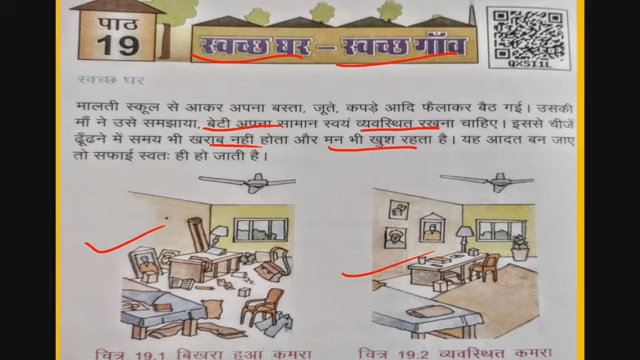 पाठ
19
स्वच्छ घर – स्वच्छ गाँव
QX5I1L
स्वच्छ घर
मालती स्कूल से आकर अपना बस्ता, जूते, कपड़े आदि फैलाकर बैठ गई। उसकी
माँ ने उसे समझाया, बेटी अपना सामान स्वयं व्यवस्थित रखना चाहिए। इससे चीजें
ढूँढने में समय भी खराब नहीं होता और मन भी खुश रहता है। यह आदत बन जाए
तो सफाई स्वतः ही हो जाती है।
चित्र 19.1 बिखरा हुआ कमरा
चित्र 19.2 व्यवस्थित कमरा